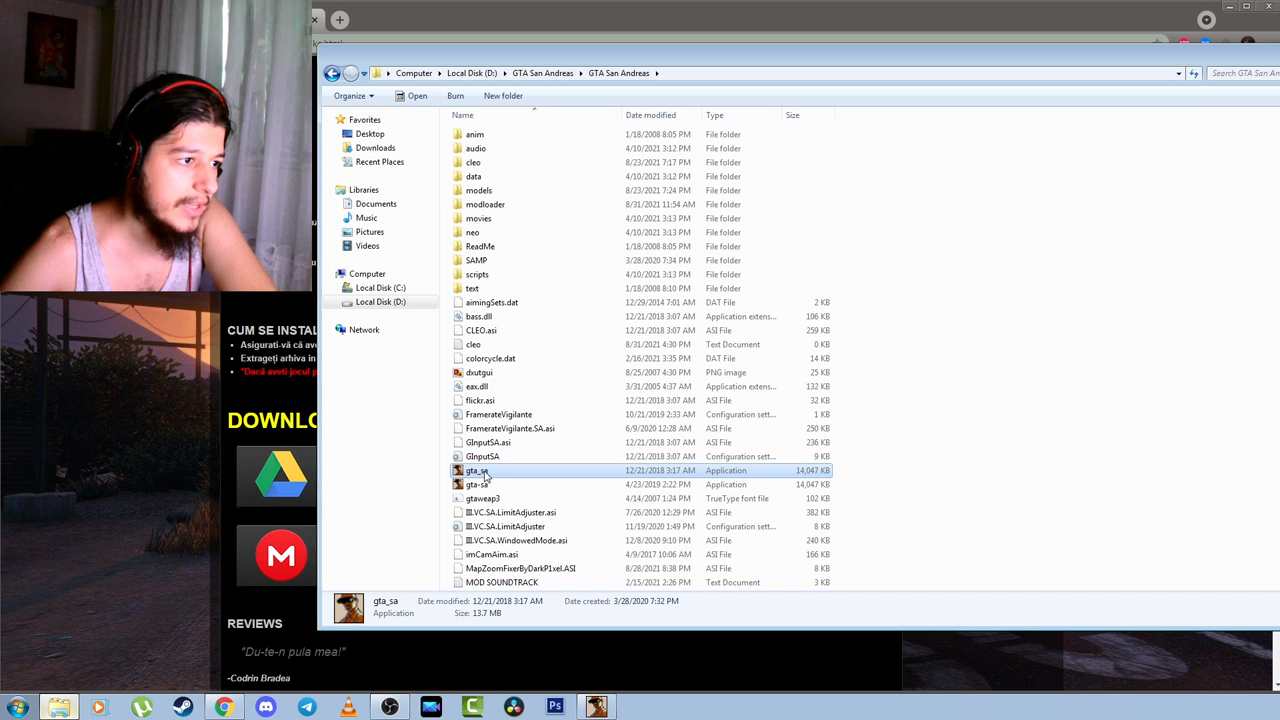 Computer
Local Disk (D:)
GTA San Andreas
GTA San Andreas
Search GTA San An
Organize
Open
Burn
New folder
Favorites
Desktop
Downloads
Recent Places
Libraries
Documents
Music
Pictures
Videos
Computer
Local Disk (C:)
Local Disk (D:)
Network
Name Date modified Type Size
anim 1/18/2008 8:05 PM File folder
audio 4/10/2021 3:12 PM File folder
cleo 8/23/2021 7:17 PM File folder
data 4/10/2021 3:12 PM File folder
models 8/23/2021 7:24 PM File folder
modloader 8/31/2021 11:54 AM File folder
movies 4/10/2021 3:13 PM File folder
neo 4/10/2021 3:13 PM File folder
ReadMe 1/18/2008 8:05 PM File folder
SAMP 3/28/2020 7:34 PM File folder
scripts 4/10/2021 3:13 PM File folder
text 1/18/2008 8:05 PM File folder
aimingSets.dat 12/29/2014 7:01 AM DAT File 2 KB
bass.dll 12/21/2018 3:07 AM Application extens... 106 KB
CLEO.asi 12/21/2018 3:07 AM ASI File 259 KB
cleo 8/31/2021 4:30 PM Text Document 0 KB
colorcycle.dat 2/16/2021 3:35 PM DAT File 14 KB
dxutgui 8/25/2007 4:30 PM PNG image 25 KB
eax.dll 3/31/2005 4:37 AM Application extens... 132 KB
flickr.asi 12/21/2018 3:07 AM ASI File 32 KB
FramerateVigilante 10/21/2019 2:33 AM Configuration sett... 1 KB
FramerateVigilante.SA.asi 6/9/2020 12:28 AM ASI File 250 KB
GInputSA.asi 12/21/2018 3:07 AM ASI File 236 KB
GInputSA 12/21/2018 3:07 AM Configuration sett... 9 KB
gta_sa 12/21/2018 3:17 AM Application 14,047 KB
gta-sa 4/23/2019 2:22 PM Application 14,047 KB
gtaweap3 4/14/2007 1:24 PM TrueType font file 102 KB
III.VC.SA.LimitAdjuster.asi 7/26/2020 12:29 PM ASI File 382 KB
III.VC.SA.LimitAdjuster 11/19/2020 1:49 PM Configuration sett... 8 KB
III.VC.SA.WindowedMode.asi 12/8/2020 9:10 PM ASI File 240 KB
imCamAim.asi 4/9/2017 10:06 AM ASI File 166 KB
MapZoomFixerByDarkP1xel.ASI 8/28/2021 8:38 PM ASI File 8 KB
MOD SOUNDTRACK 2/15/2021 2:26 PM Text Document 3 KB
gta_sa Date modified: 12/21/2018 3:17 AM Date created: 3/28/2020 7:32 PM
Application Size: 13.7 MB
CUM SE INSTAL
Asigurati-vă că ave
Extrageți arhiva in
"Dacă aveti jocul p
DOWNLO
M
REVIEWS
"Du-te-n pula mea!"
-Codrin Bradea
Ps